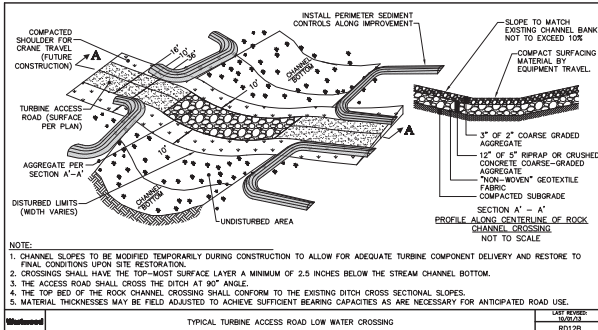 COMPACTED
SHOULDER FOR
CRANE TRAVEL
(FUTURE
CONSTRUCTION)
A
16'
10'
36'
10'
TURBINE ACCESS
ROAD (SURFACE
PER PLAN)
AGGREGATE PER
SECTION A'-A'
10'
DISTURBED LIMITS
(WIDTH VARIES)
CHANNEL
BOTTOM
CHANNEL
BOTTOM
UNDISTURBED AREA
A
INSTALL PERIMETER SEDIMENT
CONTROLS ALONG IMPROVEMENT
SLOPE TO MATCH
EXISTING CHANNEL BANK
NOT TO EXCEED 10%
COMPACT SURFACING
MATERIAL BY
EQUIPMENT TRAVEL.
3" OF 2" COARSE GRADED
AGGREGATE
12" OF 5" RIPRAP OR CRUSHED
CONCRETE COARSE-GRADED
AGGREGATE
"NON-WOVEN" GEOTEXTILE
FABRIC
COMPACTED SUBGRADE
SECTION A' - A'
PROFILE ALONG CENTERLINE OF ROCK
CHANNEL CROSSING
NOT TO SCALE
NOTE:
1. CHANNEL SLOPES TO BE MODIFIED TEMPORARILY DURING CONSTRUCTION TO ALLOW FOR ADEQUATE TURBINE COMPONENT DELIVERY AND RESTORE TO
FINAL CONDITIONS UPON SITE RESTORATION.
2. CROSSINGS SHALL HAVE THE TOP-MOST SURFACE LAYER A MINIMUM OF 2.5 INCHES BELOW THE STREAM CHANNEL BOTTOM.
3. THE ACCESS ROAD SHALL CROSS THE DITCH AT 90° ANGLE.
4. THE TOP BED OF THE ROCK CHANNEL CROSSING SHALL CONFORM TO THE EXISTING DITCH CROSS SECTIONAL SLOPES.
5. MATERIAL THICKNESSES MAY BE FIELD ADJUSTED TO ACHIEVE SUFFICIENT BEARING CAPACITIES AS ARE NECESSARY FOR ANTICIPATED ROAD USE.
Westwood
TYPICAL TURBINE ACCESS ROAD LOW WATER CROSSING
LAST REVISED:
10/01/13
RD12B